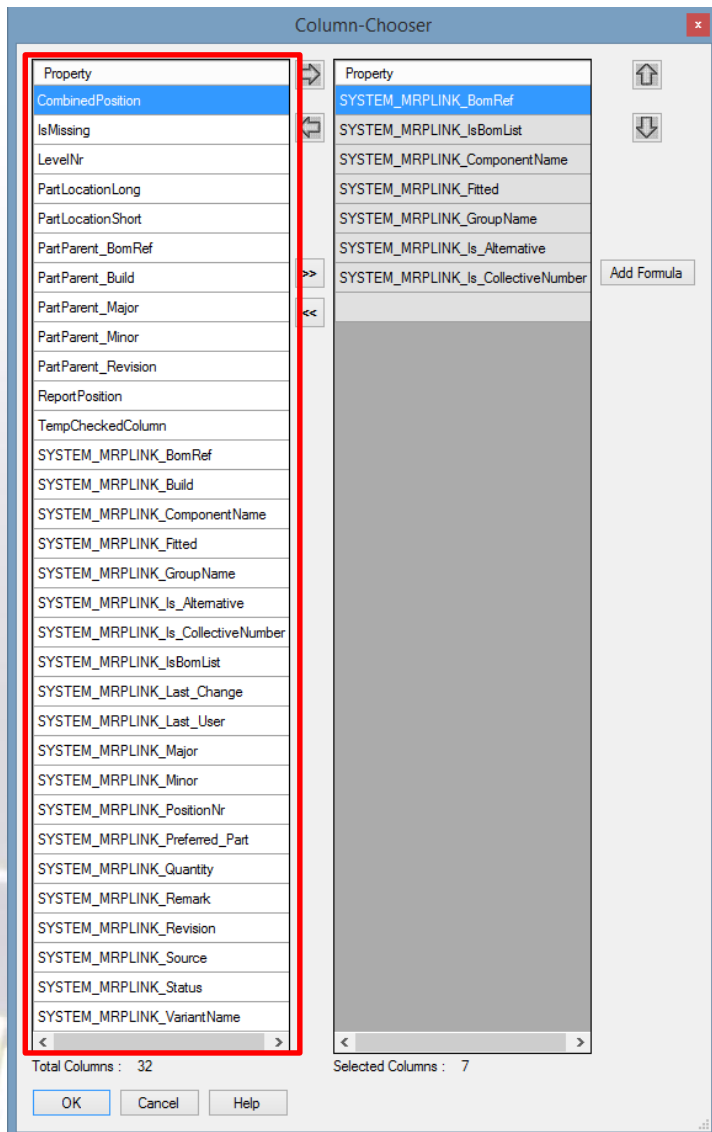 Column-Chooser
x
Property
CombinedPosition
IsMissing
LevelNr
PartLocationLong
PartLocationShort
PartParent_BomRef
PartParent_Build
PartParent_Major
PartParent_Minor
PartParent_Revision
ReportPosition
TempCheckedColumn
SYSTEM_MRPLINK_BomRef
SYSTEM_MRPLINK_Build
SYSTEM_MRPLINK_ComponentName
SYSTEM_MRPLINK_Fitted
SYSTEM_MRPLINK_GroupName
SYSTEM_MRPLINK_Is_Alternative
SYSTEM_MRPLINK_Is_CollectiveNumber
SYSTEM_MRPLINK_IsBomList
SYSTEM_MRPLINK_Last_Change
SYSTEM_MRPLINK_Last_User
SYSTEM_MRPLINK_Major
SYSTEM_MRPLINK_Minor
SYSTEM_MRPLINK_PositionNr
SYSTEM_MRPLINK_Preferred_Part
SYSTEM_MRPLINK_Quantity
SYSTEM_MRPLINK_Remark
SYSTEM_MRPLINK_Revision
SYSTEM_MRPLINK_Source
SYSTEM_MRPLINK_Status
SYSTEM_MRPLINK_VariantName
Total Columns : 32
>>
<<
Property
SYSTEM_MRPLINK_BomRef
SYSTEM_MRPLINK_IsBomList
SYSTEM_MRPLINK_ComponentName
SYSTEM_MRPLINK_Fitted
SYSTEM_MRPLINK_GroupName
SYSTEM_MRPLINK_Is_Alternative
SYSTEM_MRPLINK_Is_CollectiveNumber
Selected Columns : 7
Add Formula
OK
Cancel
Help